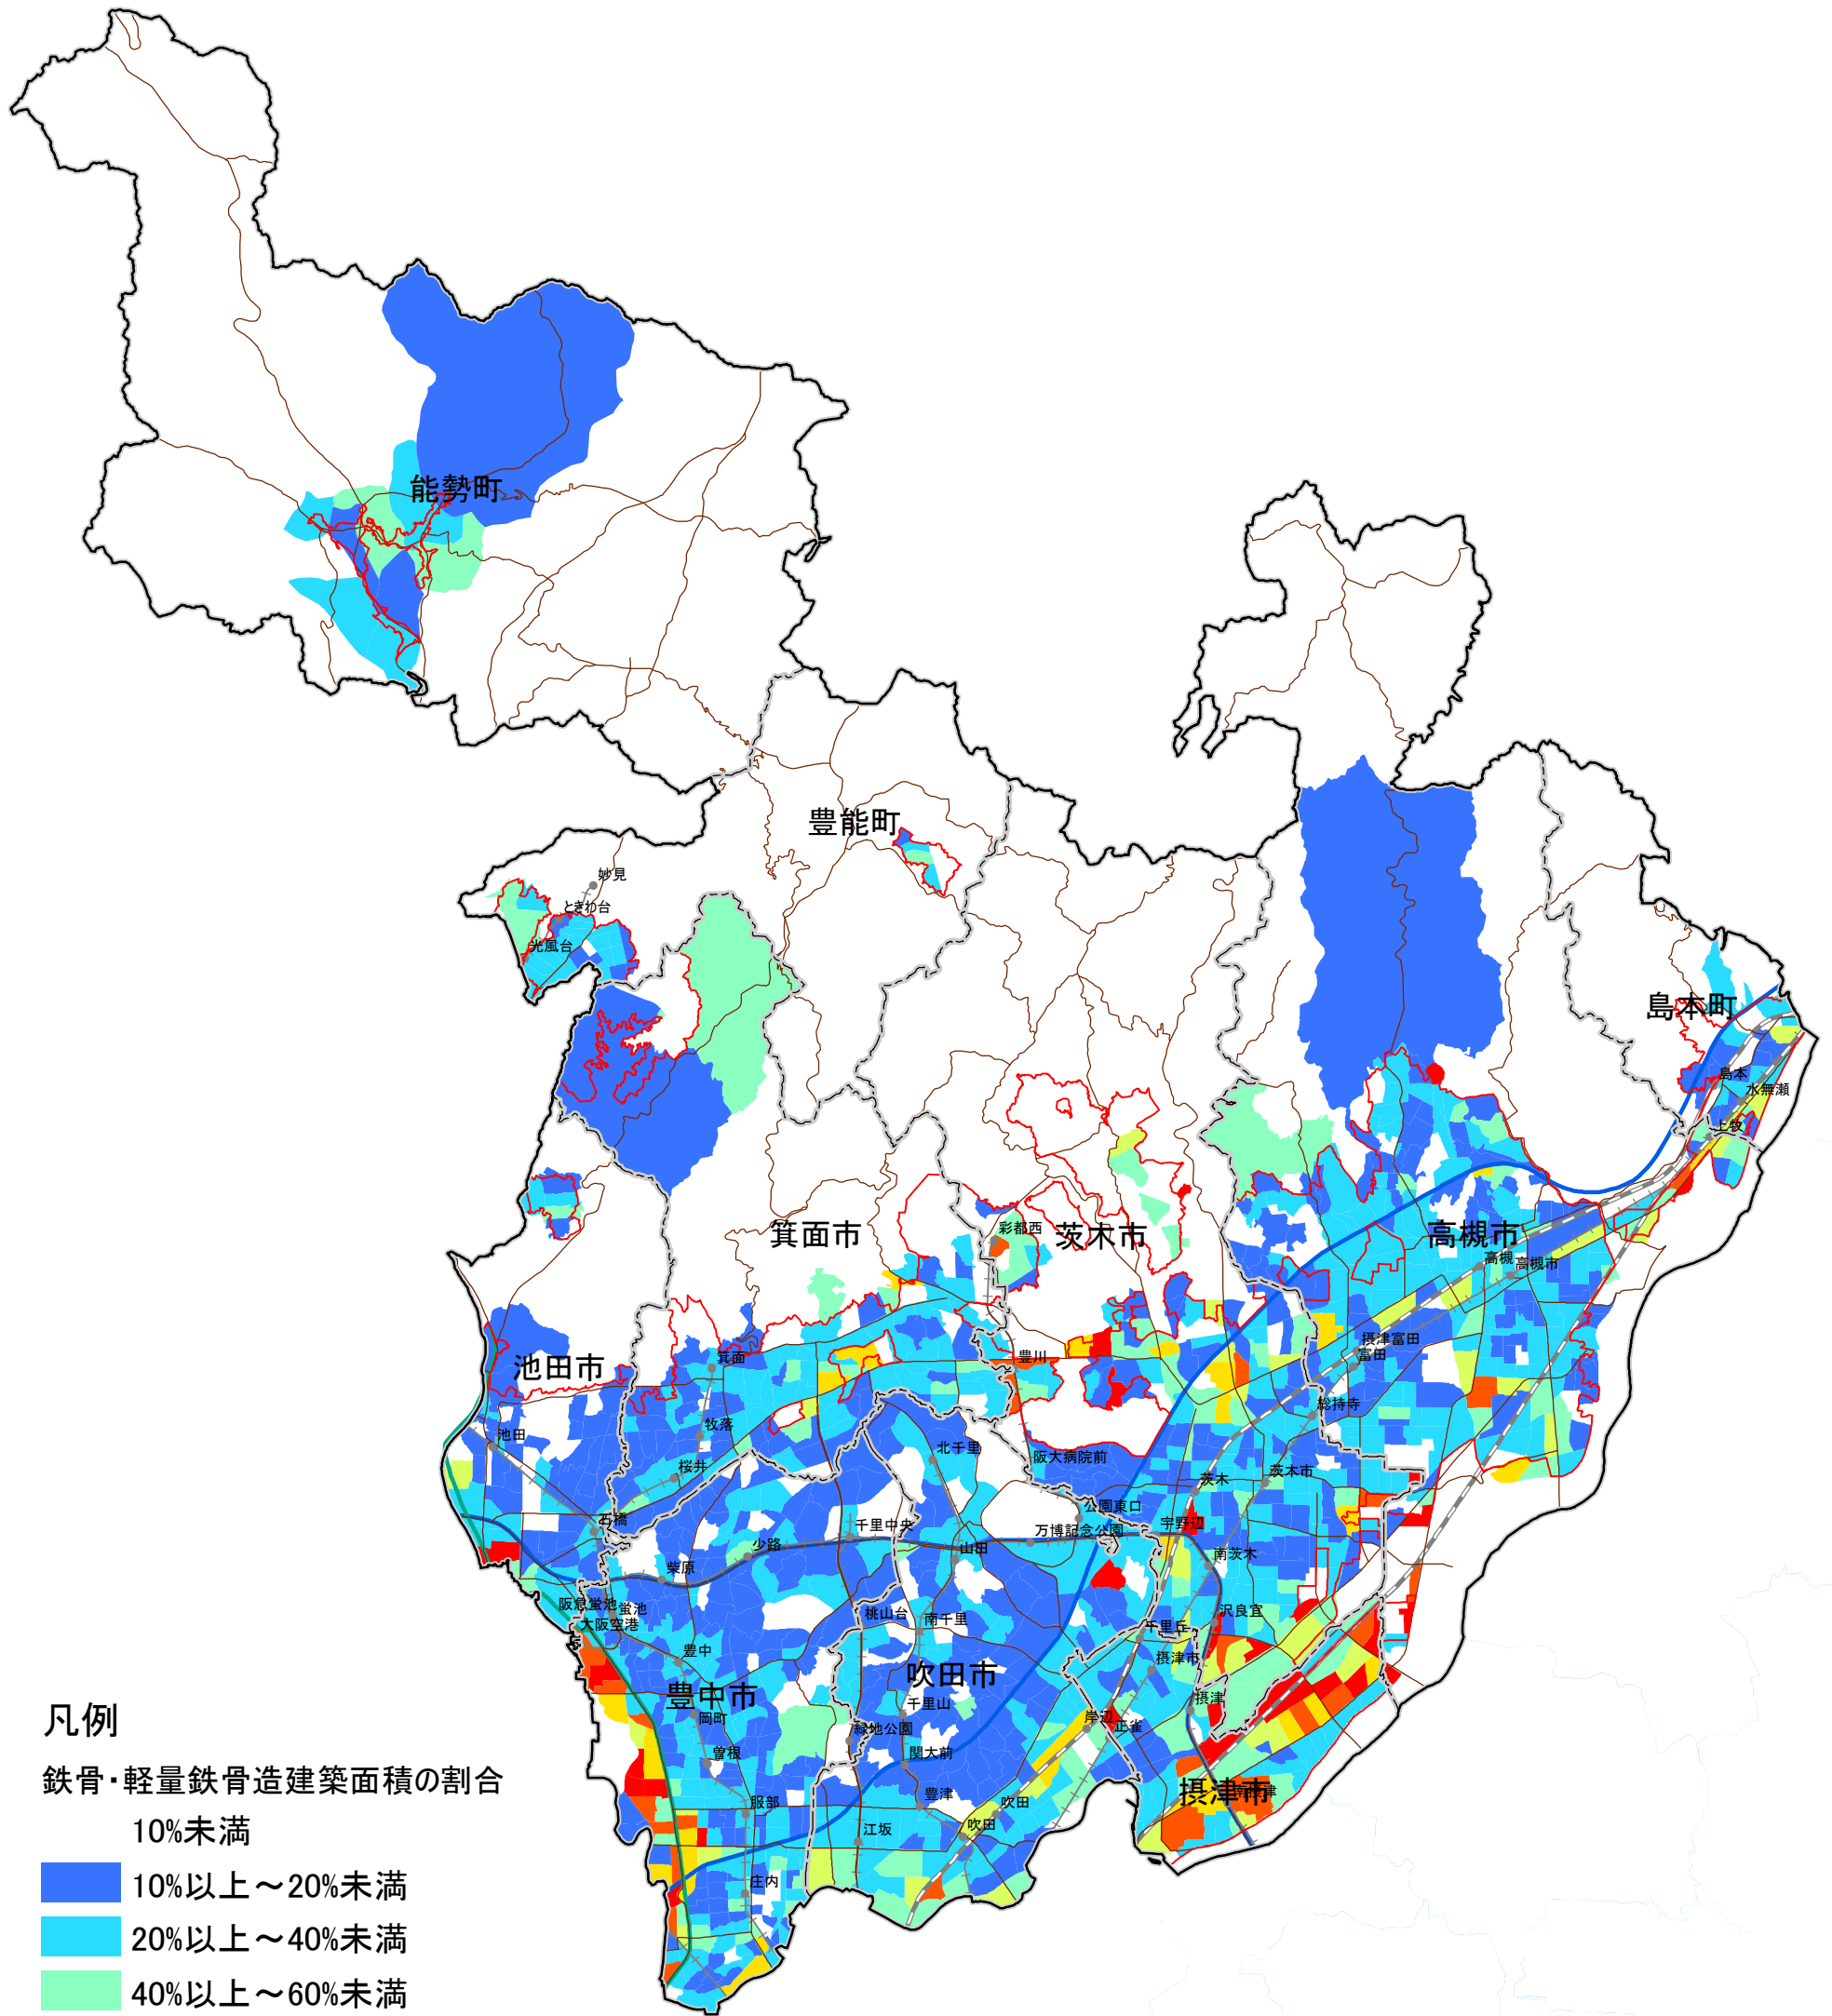 能勢町
豊能町
妙見
ときわ台
光風台
島本町
島本
水無瀬
上牧
箕面市
彩都西
茨木市
高槻市
高槻
高槻市
摂津富田
富田
池田市
箕面
豊川
総持寺
牧落
池田
北千里
桜井
阪大病院前
茨木
茨木市
公園東口
石橋
千里中央
万博記念公園
宇野辺
少路
山田
柴原
南茨木
阪急蛍池
蛍池
大阪空港
桃山台
南千里
沢良宜
千里丘
豊中
摂津市
吹田市
豊中市
千里山
摂津
岡町
緑地公園
岸辺
正雀
曽根
関大前
摂津市
南摂津
服部
豊津
吹田
江坂
吹田
庄内
凡例
鉄骨・軽量鉄骨造建築面積の割合
10%未満
10%以上～20%未満
20%以上～40%未満
40%以上～60%未満